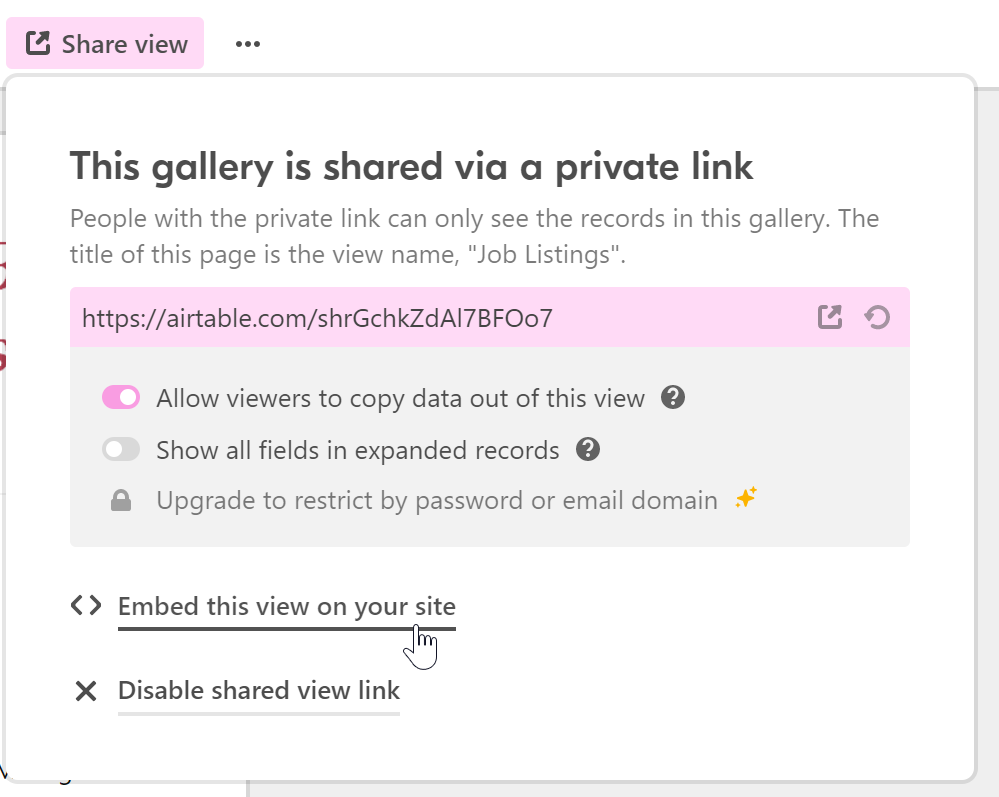 Share view
This gallery is shared via a private link
People with the private link can only see the records in this gallery. The
title of this page is the view name, "Job Listings".
https://airtable.com/shrGchkZdAl7BFOo7
Allow viewers to copy data out of this view
Show all fields in expanded records
Upgrade to restrict by password or email domain
Embed this view on your site
Disable shared view link